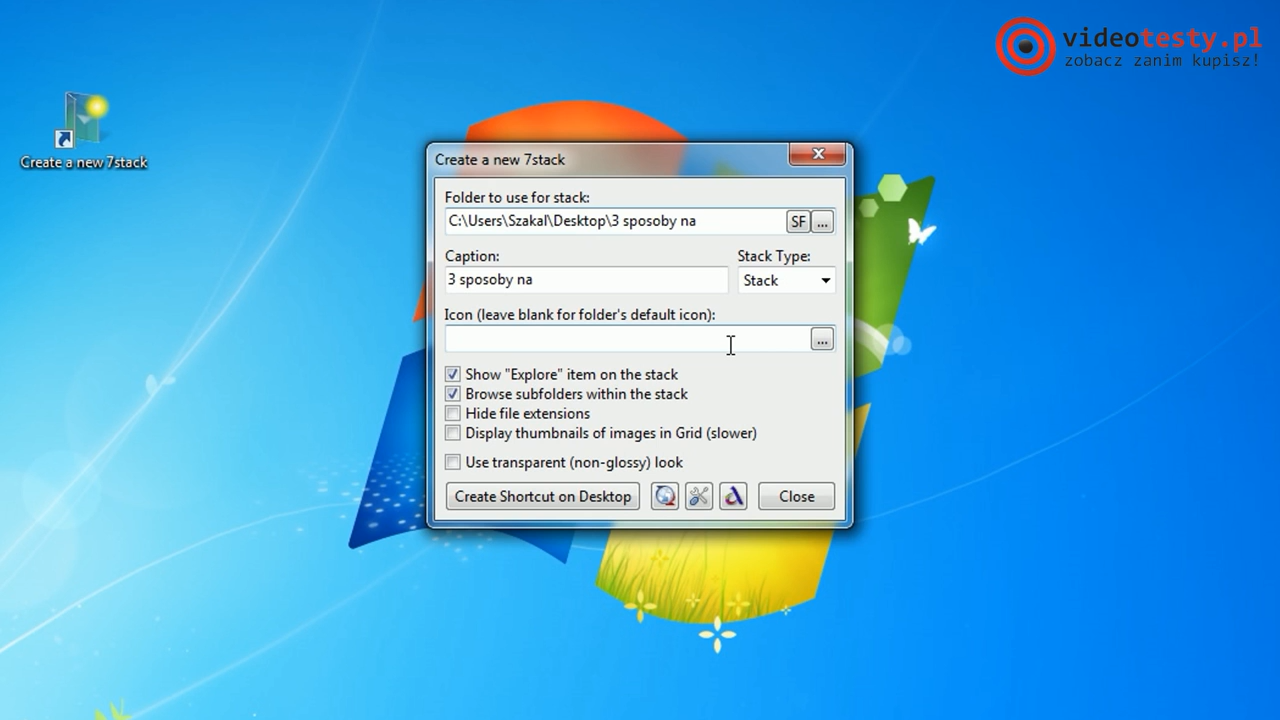 videotesty.pl
zobacz zanim kupisz!
Create a new 7stack
Create a new 7stack
Folder to use for stack:
C:\Users\Szakal\Desktop\3 sposoby na
SF ...
Caption:
Stack Type:
3 sposoby na
Stack
Icon (leave blank for folder's default icon):
...
Show "Explore" item on the stack
Browse subfolders within the stack
Hide file extensions
Display thumbnails of images in Grid (slower)
Use transparent (non-glossy) look
Create Shortcut on Desktop
Close